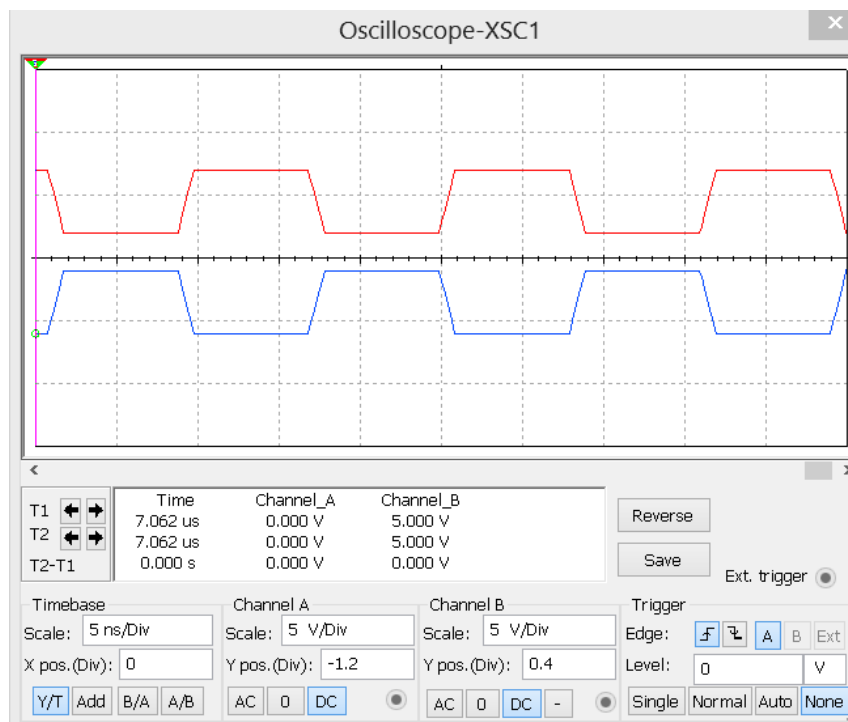 Oscilloscope-XSC1
Time Channel_A Channel_B
T1 7.062 us 0.000 V 5.000 V
T2 7.062 us 0.000 V 5.000 V
T2-T1 0.000 s 0.000 V 0.000 V
Reverse
Save
Ext. trigger
Timebase
Scale: 5 ns/Div
X pos.(Div): 0
Y/T Add B/A A/B
Channel A
Scale: 5 V/Div
Y pos.(Div): -1.2
AC 0 DC
Channel B
Scale: 5 V/Div
Y pos.(Div): 0.4
AC 0 DC -
Trigger
Edge: A B Ext
Level: 0 V
Single Normal Auto None